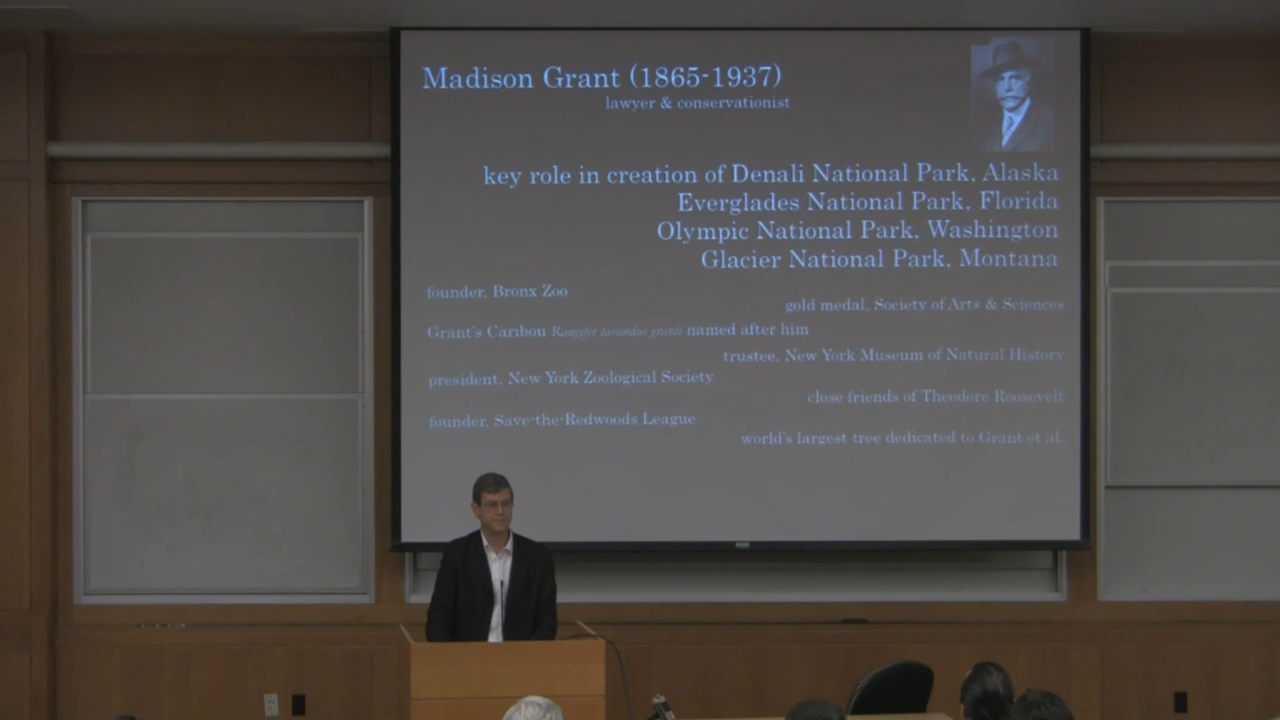 Madison Grant (1865-1937)
lawyer & conservationist
key role in creation of Denali National Park, Alaska
Everglades National Park, Florida
Olympic National Park, Washington
Glacier National Park, Montana
founder, Bronx Zoo
gold medal, Society of Arts & Sciences
Grant's Caribou Rangifer tarandus granti named after him
trustee, New York Museum of Natural History
president, New York Zoological Society
close friends of Theodore Roosevelt
founder, Save-the-Redwoods League
world's largest tree dedicated to Grant et al.